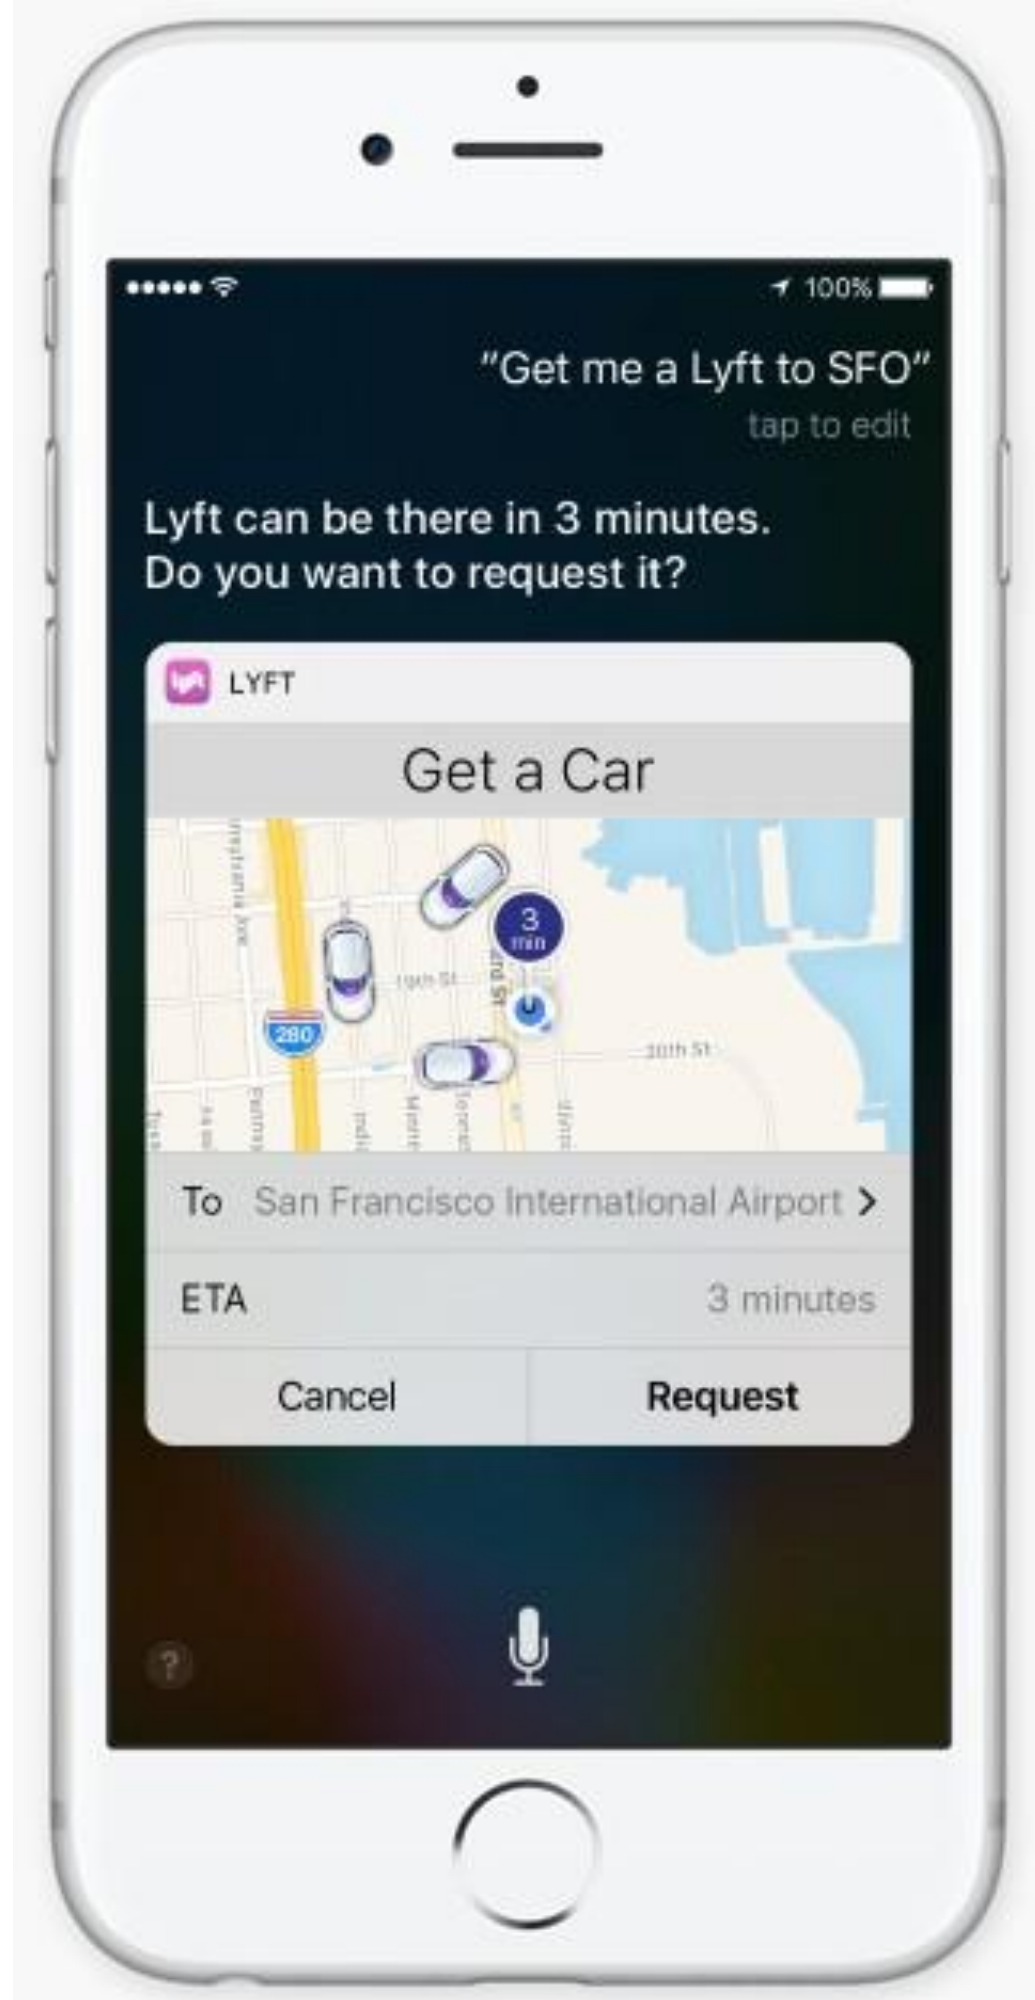 100%
"Get me a Lyft to SFO"
tap to edit
Lyft can be there in 3 minutes.
Do you want to request it?
lyft LYFT
Get a Car
3
min
19th St
280
20th St
To San Francisco International Airport >
ETA 3 minutes
Cancel Request
?